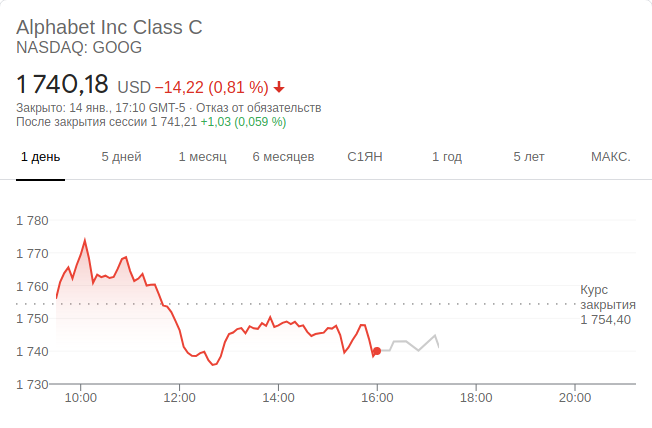 Alphabet Inc Class C
NASDAQ: GOOG
1 740,18 USD −14,22 (0,81 %)
Закрыто: 14 янв., 17:10 GMT-5 · Отказ от обязательств
После закрытия сессии 1 741,21 +1,03 (0,059 %)
1 день 5 дней 1 месяц 6 месяцев С1ЯН 1 год 5 лет МАКС.
1 780
1 770
1 760
1 750
1 740
1 730
Курс
закрытия
1 754,40
10:00 12:00 14:00 16:00 18:00 20:00